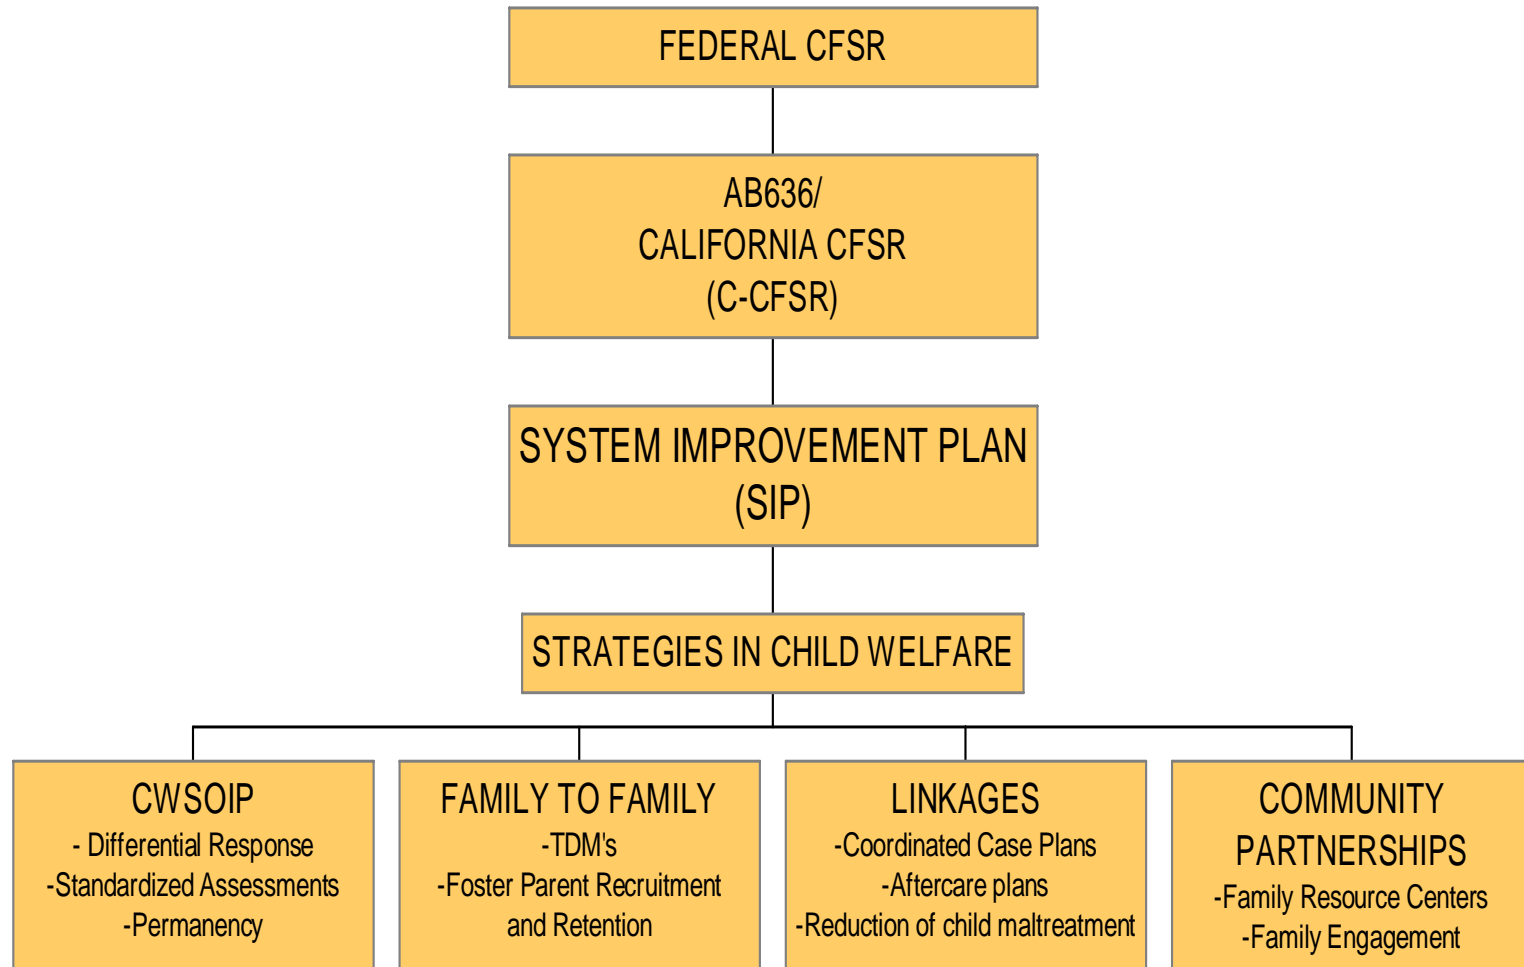 FEDERAL CFSR
AB636/
CALIFORNIA CFSR
(C-CFSR)
SYSTEM IMPROVEMENT PLAN
(SIP)
STRATEGIES IN CHILD WELFARE
CWSOIP
- Differential Response
-Standardized Assessments
-Permanency
FAMILY TO FAMILY
-TDM's
-Foster Parent Recruitment
and Retention
LINKAGES
-Coordinated Case Plans
-Aftercare plans
-Reduction of child maltreatment
COMMUNITY
PARTNERSHIPS
-Family Resource Centers
-Family Engagement